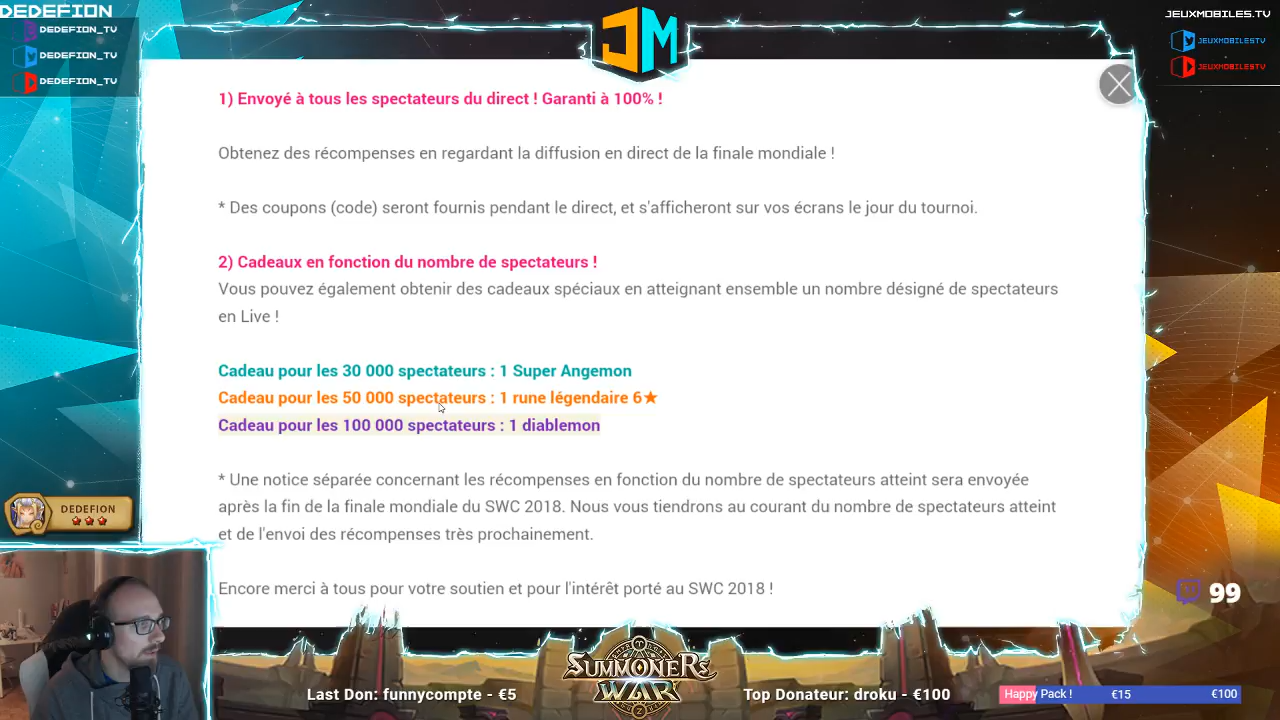 DEDEFION
DEDEFION_TV
DEDEFION_TV
DEDEFION_TV
JM
JEUXMOBILES.TV
JEUXMOBILESTV
JEUXMOBILESTV
1) Envoyé à tous les spectateurs du direct ! Garanti à 100% !
Obtenez des récompenses en regardant la diffusion en direct de la finale mondiale !
* Des coupons (code) seront fournis pendant le direct, et s'afficheront sur vos écrans le jour du tournoi.
2) Cadeaux en fonction du nombre de spectateurs !
Vous pouvez également obtenir des cadeaux spéciaux en atteignant ensemble un nombre désigné de spectateurs
en Live !
Cadeau pour les 30 000 spectateurs : 1 Super Angemon
Cadeau pour les 50 000 spectateurs : 1 rune légendaire 6★
Cadeau pour les 100 000 spectateurs : 1 diablemon
* Une notice séparée concernant les récompenses en fonction du nombre de spectateurs atteint sera envoyée
après la fin de la finale mondiale du SWC 2018. Nous vous tiendrons au courant du nombre de spectateurs atteint
et de l'envoi des récompenses très prochainement.
Encore merci à tous pour votre soutien et pour l'intérêt porté au SWC 2018 !
DEDEFION
99
SUMMONERS
WAR
Last Don: funnycompte - €5
Top Donateur: droku - €100
Happy Pack ! €15 €100